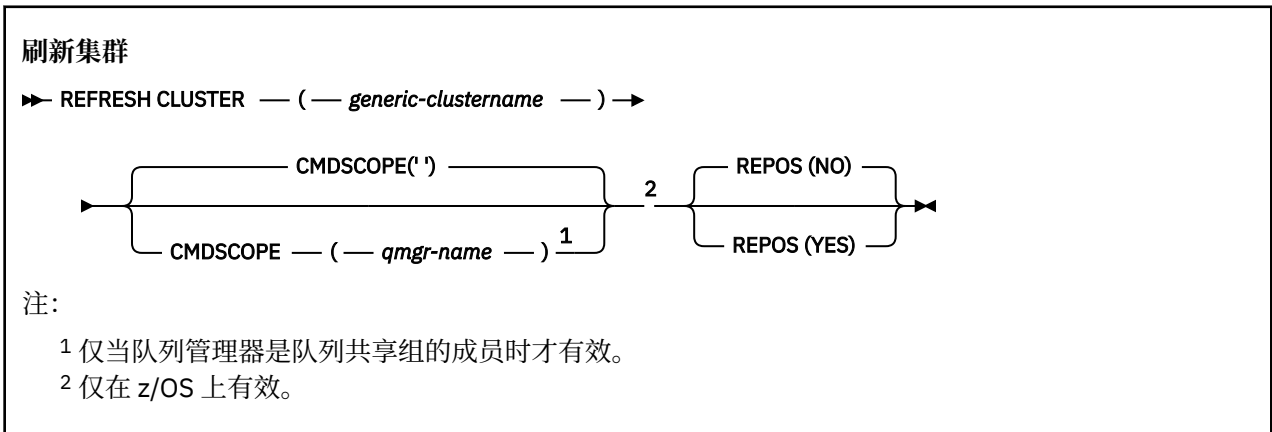 刷新集群
REFRESH CLUSTER ( generic-clustername )
CMDSCOPE(' ')
CMDSCOPE ( qmgr-name ) 1
2
REPOS (NO)
REPOS (YES)
注：
1 仅当队列管理器是队列共享组的成员时才有效。
2 仅在 z/OS 上有效。